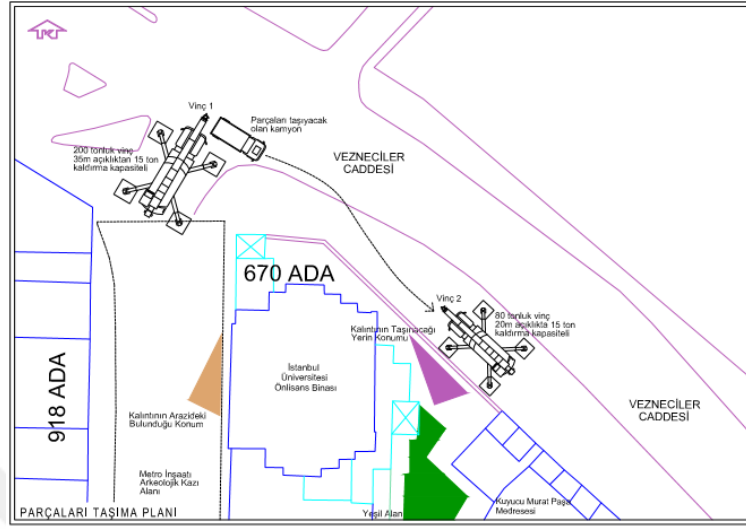 Vinç 1
Parçaları taşıyacak
olan kamyon
200 tonluk vinç
35m açıklıktan 15 ton
kaldırma kapasiteli
VEZNECİLER
CADDESİ
670 ADA
Vinç 2
80 tonluk vinç
20m açıklıkta 15 ton
kaldırma kapasiteli
Kalıntının Taşınacağı
Yerin Konumu
İstanbul
Üniversitesi
Önlisans Binası
918 ADA
Kalıntının Arazideki
Bulunduğu Konum
VEZNECİLER
CADDESİ
Metro İnşaatı
Arkeolojik Kazı
Alanı
Kuyucu Murat Paşa
Medresesi
Yeşil Alan
PARÇALARI TAŞIMA PLANI